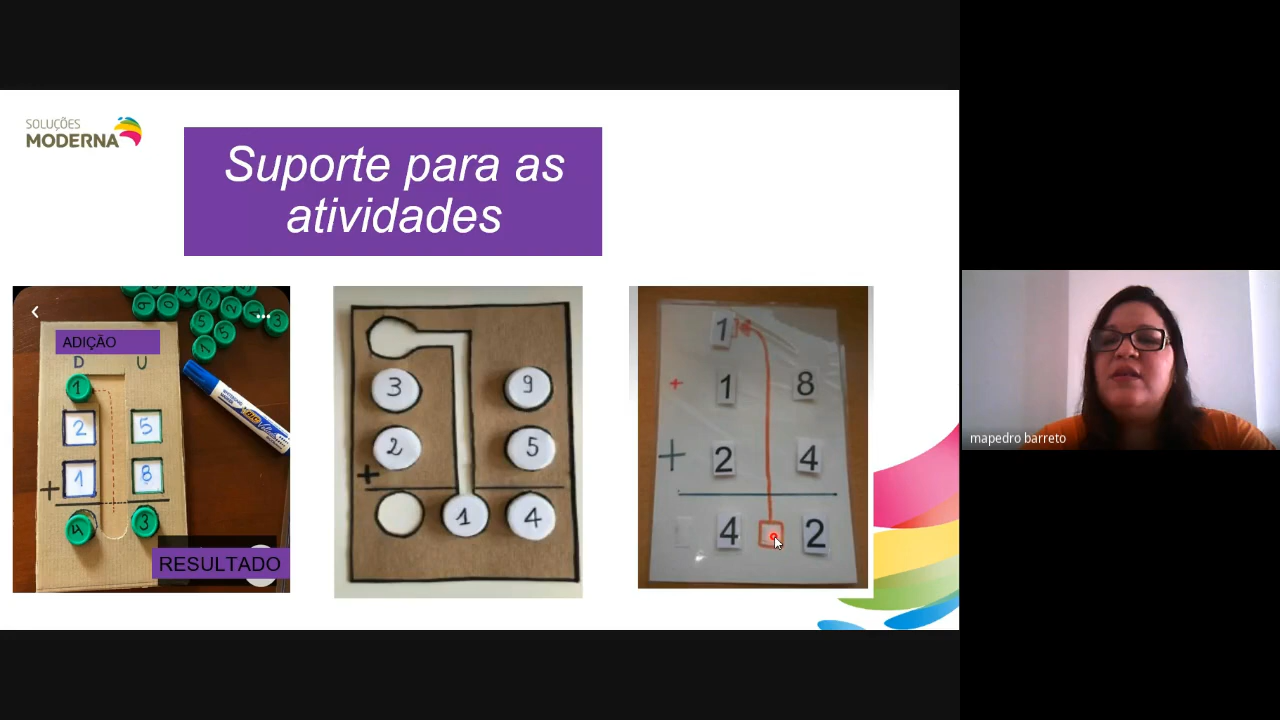 SOLUÇÕES
MODERNA
Suporte para as
atividades
ADIÇÃO
D U
1
2 5
+ 1 8
4 3
RESULTADO
3 9
+ 2 5
1 4
1
+ 1 8
+ 2 4
4 2
mapedro barreto